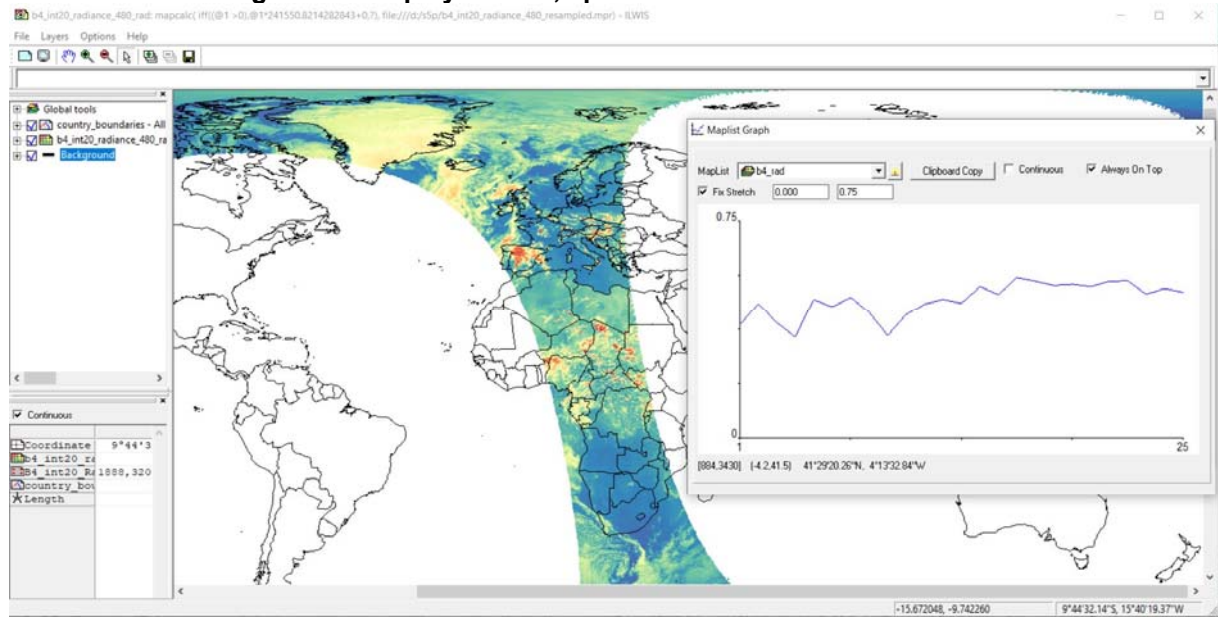 b4_int20_radiance_480_rad: mapcalc( iff((@1 >0),@1*241550.8214282843+0,?), file:///d:/s5p/b4_int20_radiance_480_resampled.mpr) - ILWIS
File Layers Options Help
Global tools
country_boundaries - All
b4_int20_radiance_480_ra
Background
Continuous
Coordinate 9°44'3
b4_int20_ra
B4_int20_Ra 1888,320
country_bou
Length
Maplist Graph
MapList b4_rad Clipboard Copy Continuous Always On Top
Fix Stretch 0.000 0.75
0.75
0
1 25
[884,3430] (-4.2,41.5) 41°29'20.26"N, 4°13'32.84"W
-15.672048, -9.742260 9°44'32.14"S, 15°40'19.37"W